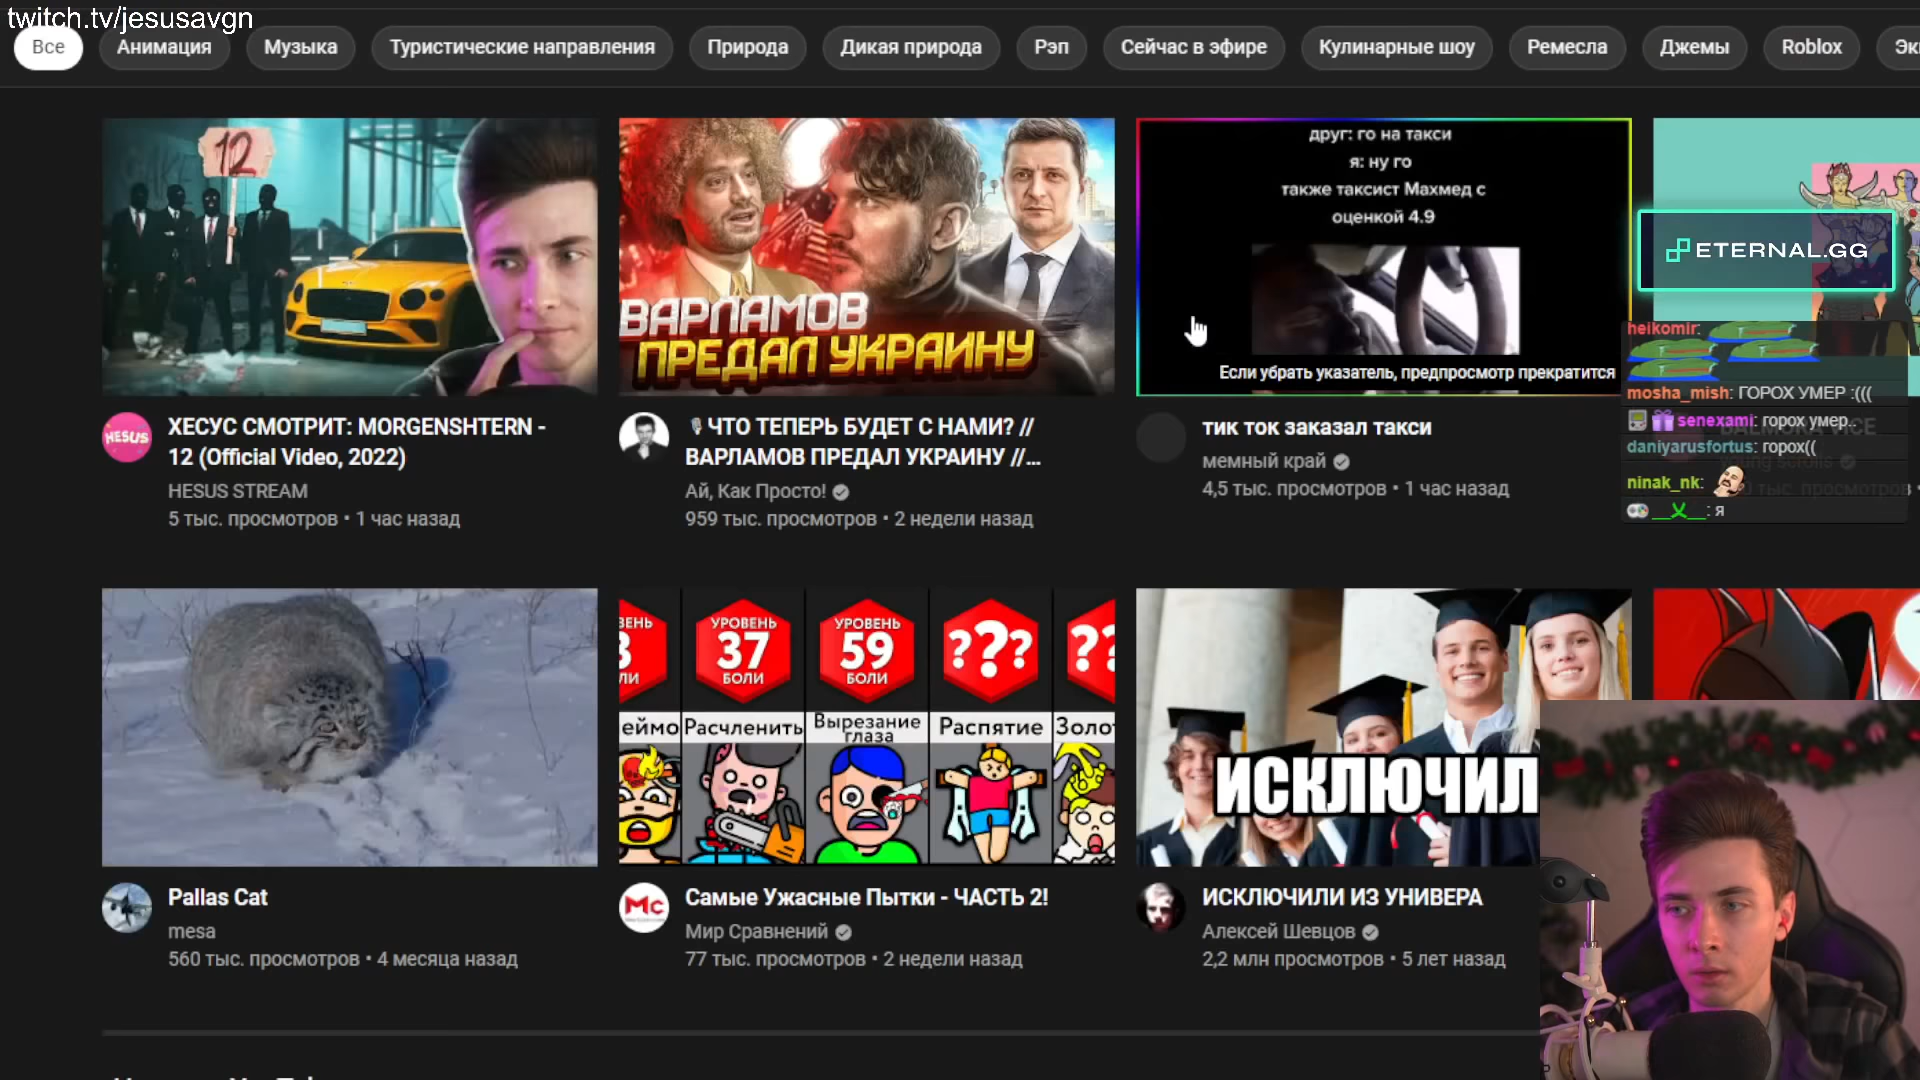 twitch.tv/jesusavgn
Все
Анимация
Музыка
Туристические направления
Природа
Дикая природа
Рэп
Сейчас в эфире
Кулинарные шоу
Ремесла
Джемы
Roblox
12
ВАРЛАМОВ
ПРЕДАЛ УКРАИНУ
друг: го на такси
я: ну го
также таксист Махмед с
оценкой 4.9
Если убрать указатель, предпросмотр прекратится
ETERNAL.GG
heikomir:
mosha_mish: ГОРОХ УМЕР :(((
senexami: горох умер..
daniyarusfortus: горох((
ninak_nk:
__乂__: я
HESUS
ХЕСУС СМОТРИТ: MORGENSHTERN -
12 (Official Video, 2022)
HESUS STREAM
5 тыс. просмотров • 1 час назад
🎙ЧТО ТЕПЕРЬ БУДЕТ С НАМИ? //
ВАРЛАМОВ ПРЕДАЛ УКРАИНУ //...
Ай, Как Просто!
959 тыс. просмотров • 2 недели назад
тик ток заказал такси
мемный край
4,5 тыс. просмотров • 1 час назад
УРОВЕНЬ
37
БОЛИ
УРОВЕНЬ
59
БОЛИ
???
??
Расчленить
Вырезание
глаза
Распятие
ИСКЛЮЧИЛ
Pallas Cat
mesa
560 тыс. просмотров • 4 месяца назад
Мс
Самые Ужасные Пытки - ЧАСТЬ 2!
Мир Сравнений
77 тыс. просмотров • 2 недели назад
ИСКЛЮЧИЛИ ИЗ УНИВЕРА
Алексей Шевцов
2,2 млн просмотров • 5 лет назад